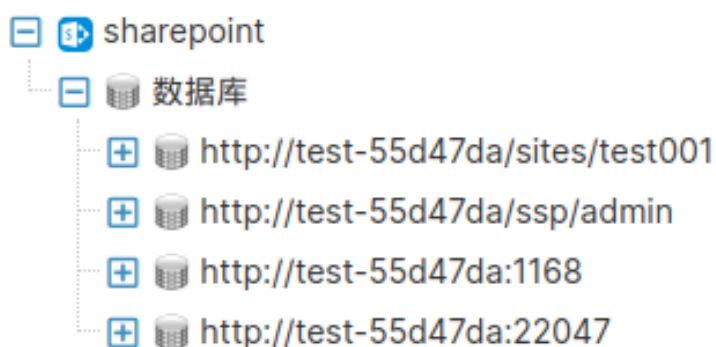 sharepoint
数据库
http://test-55d47da/sites/test001
http://test-55d47da/ssp/admin
http://test-55d47da:1168
http://test-55d47da:22047